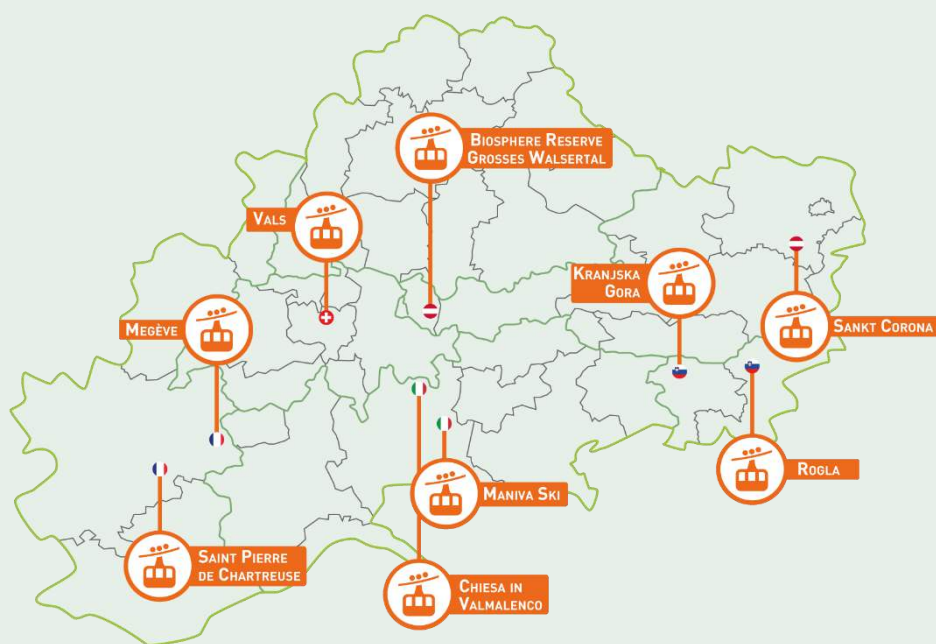 BIOSPHERE RESERVE
GROSSES WALSERTAL
VALS
KRANJSKA
GORA
MEGÈVE
SANKT CORONA
ROGLA
MANIVA SKI
SAINT PIERRE
DE CHARTREUSE
CHIESA IN
VALMALENCO